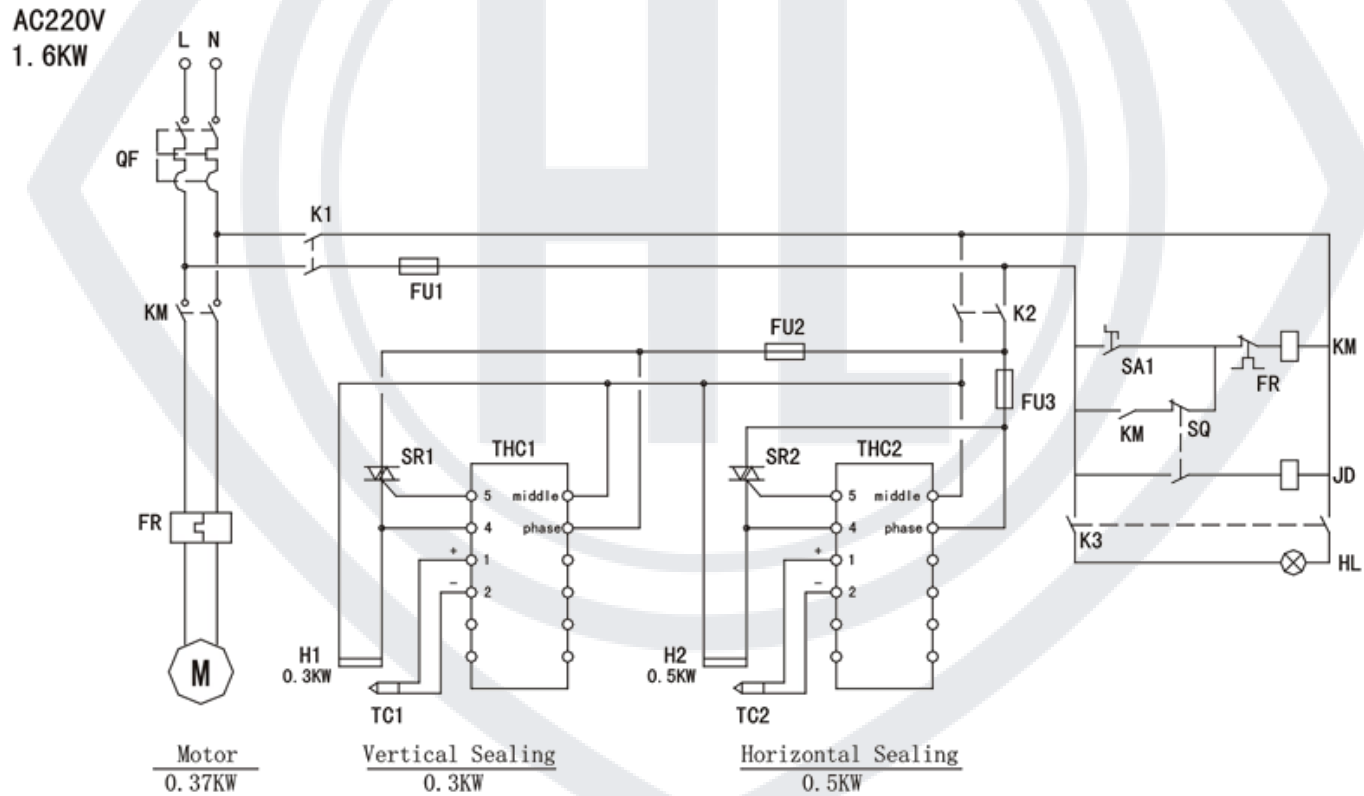 AC220V
1.6KW
L N
QF
K1
FU1
KM
K2
FU2
KM
SA1
FR
FU3
KM
SQ
SR1
THC1
SR2
THC2
5 middle
5 middle
JD
FR
4 phase
4 phase
K3
+
1
+
1
HL
-
2
-
2
H1
0.3KW
H2
0.5KW
M
TC1
TC2
Motor
0.37KW
Vertical Sealing
0.3KW
Horizontal Sealing
0.5KW
HL